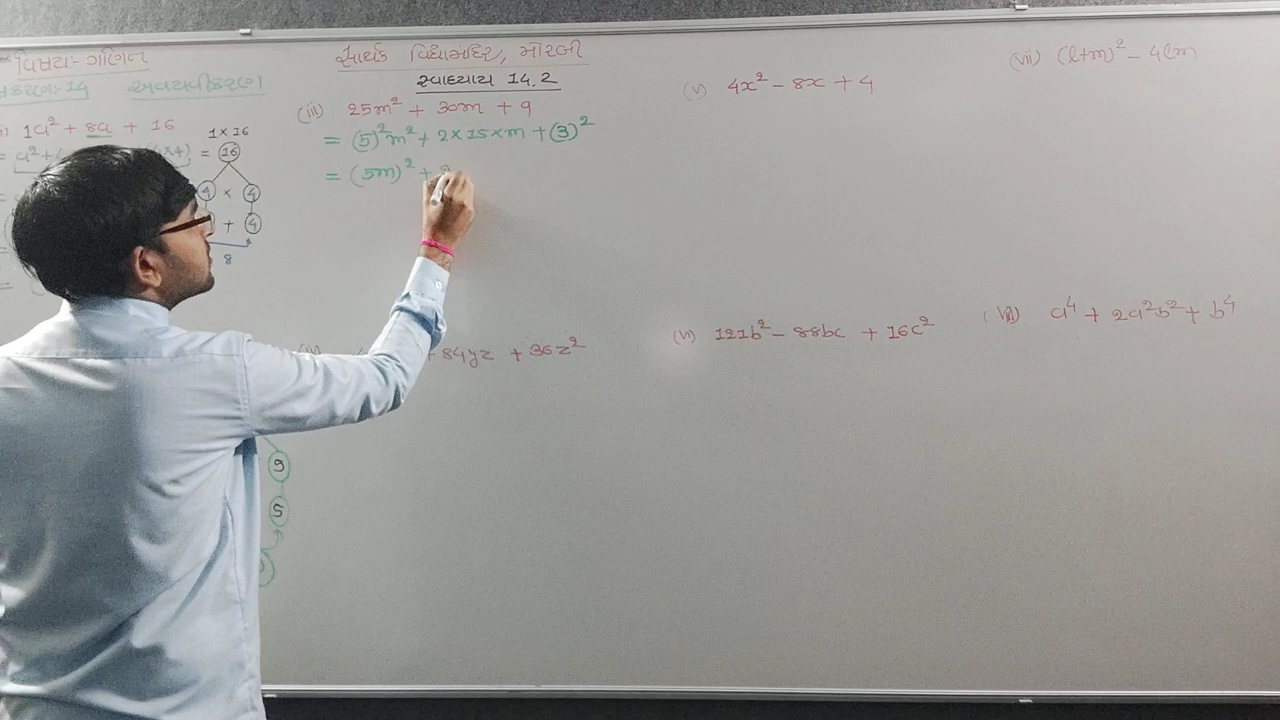 વિષય:- ગણિત
પ્રકરણ:-14 અવયવીકરણ
1a² + 8a + 16
1 × 16
= (16)
4 × 4
+ 4
8
9
5
સાર્થક વિદ્યામંદિર, મોરબી
સ્વાધ્યાય 14.2
(iii) 25m² + 30m + 9
= (5)²m² + 2×15×m + (3)²
= (5m)² +
(iv) + 84yz + 36z²
(v) 4x² - 8x + 4
(vi) 121b² - 88bc + 16c²
(vii) (l+m)² - 4lm
(viii) a⁴ + 2a²b² + b⁴